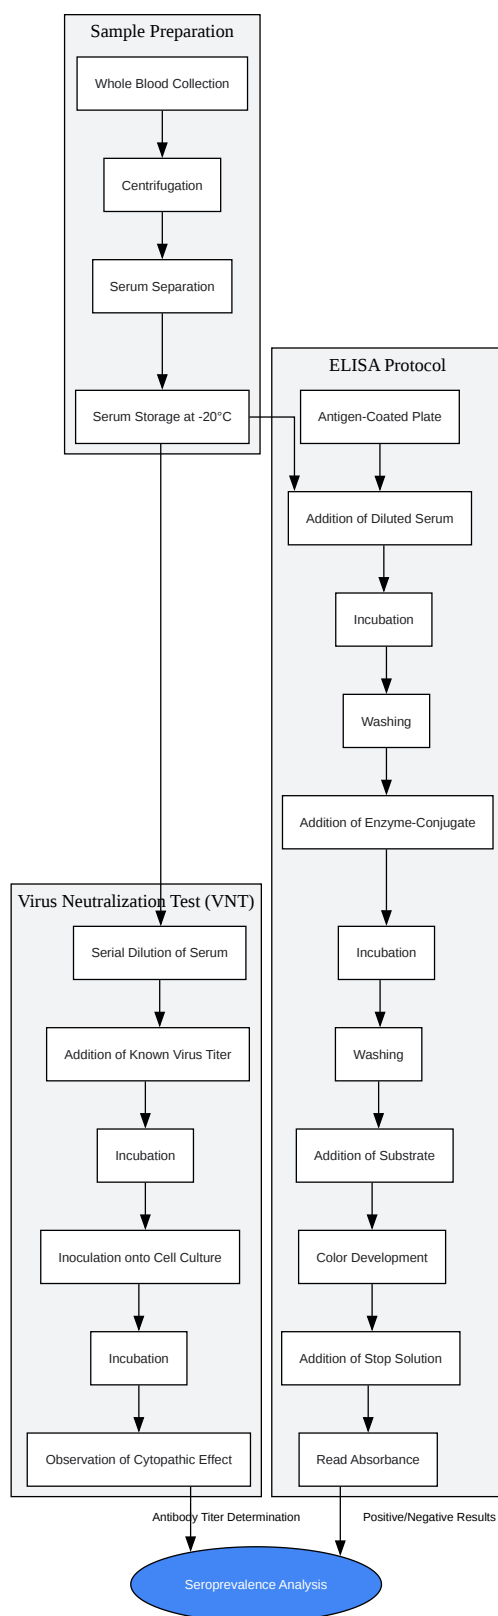 Sample Preparation
Whole Blood Collection
Centrifugation
Serum Separation
Serum Storage at -20°C
ELISA Protocol
Antigen-Coated Plate
Addition of Diluted Serum
Incubation
Washing
Addition of Enzyme-Conjugate
Incubation
Washing
Addition of Substrate
Color Development
Addition of Stop Solution
Read Absorbance
Virus Neutralization Test (VNT)
Serial Dilution of Serum
Addition of Known Virus Titer
Incubation
Inoculation onto Cell Culture
Incubation
Observation of Cytopathic Effect
Antibody Titer Determination
Positive/Negative Results
Seroprevalence Analysis